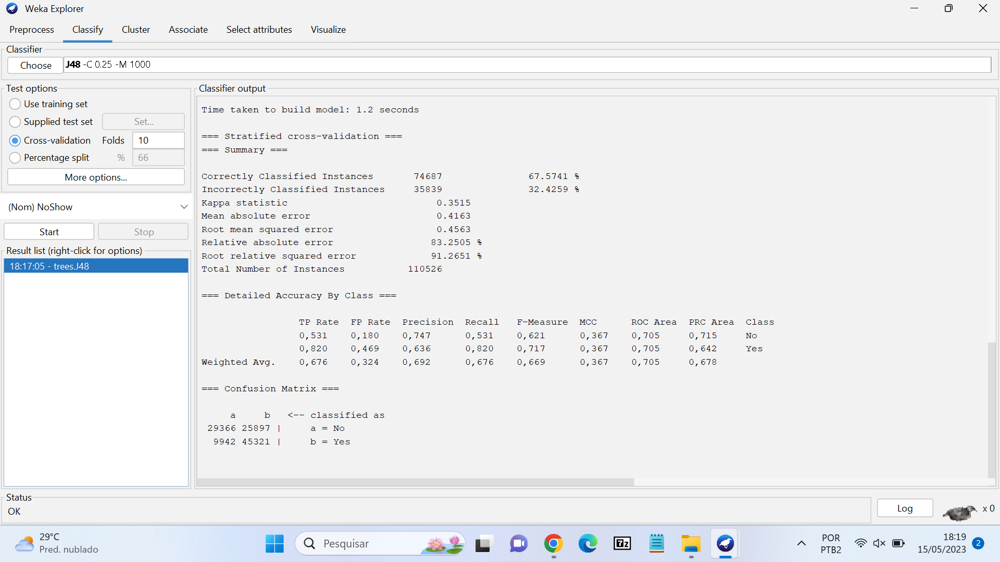 Weka Explorer
Preprocess Classify Cluster Associate Select attributes Visualize
Classifier
Choose J48 -C 0.25 -M 1000
Test options
Use training set
Supplied test set Set...
Cross-validation Folds 10
Percentage split % 66
More options...
(Nom) NoShow
Start Stop
Result list (right-click for options)
18:17:05 - trees.J48
Classifier output
Time taken to build model: 1.2 seconds
=== Stratified cross-validation ===
=== Summary ===
Correctly Classified Instances 74687 67.5741 %
Incorrectly Classified Instances 35839 32.4259 %
Kappa statistic 0.3515
Mean absolute error 0.4163
Root mean squared error 0.4563
Relative absolute error 83.2505 %
Root relative squared error 91.2651 %
Total Number of Instances 110526
=== Detailed Accuracy By Class ===
TP Rate FP Rate Precision Recall F-Measure MCC ROC Area PRC Area Class
0,531 0,180 0,747 0,531 0,621 0,367 0,705 0,715 No
0,820 0,469 0,636 0,820 0,717 0,367 0,705 0,642 Yes
Weighted Avg. 0,676 0,324 0,692 0,676 0,669 0,367 0,705 0,678
=== Confusion Matrix ===
a b <-- classified as
29366 25897 | a = No
9942 45321 | b = Yes
Status
OK
Log x 0
29°C
Pred. nublado
Pesquisar
7z
POR
PTB2
18:19
15/05/2023
2